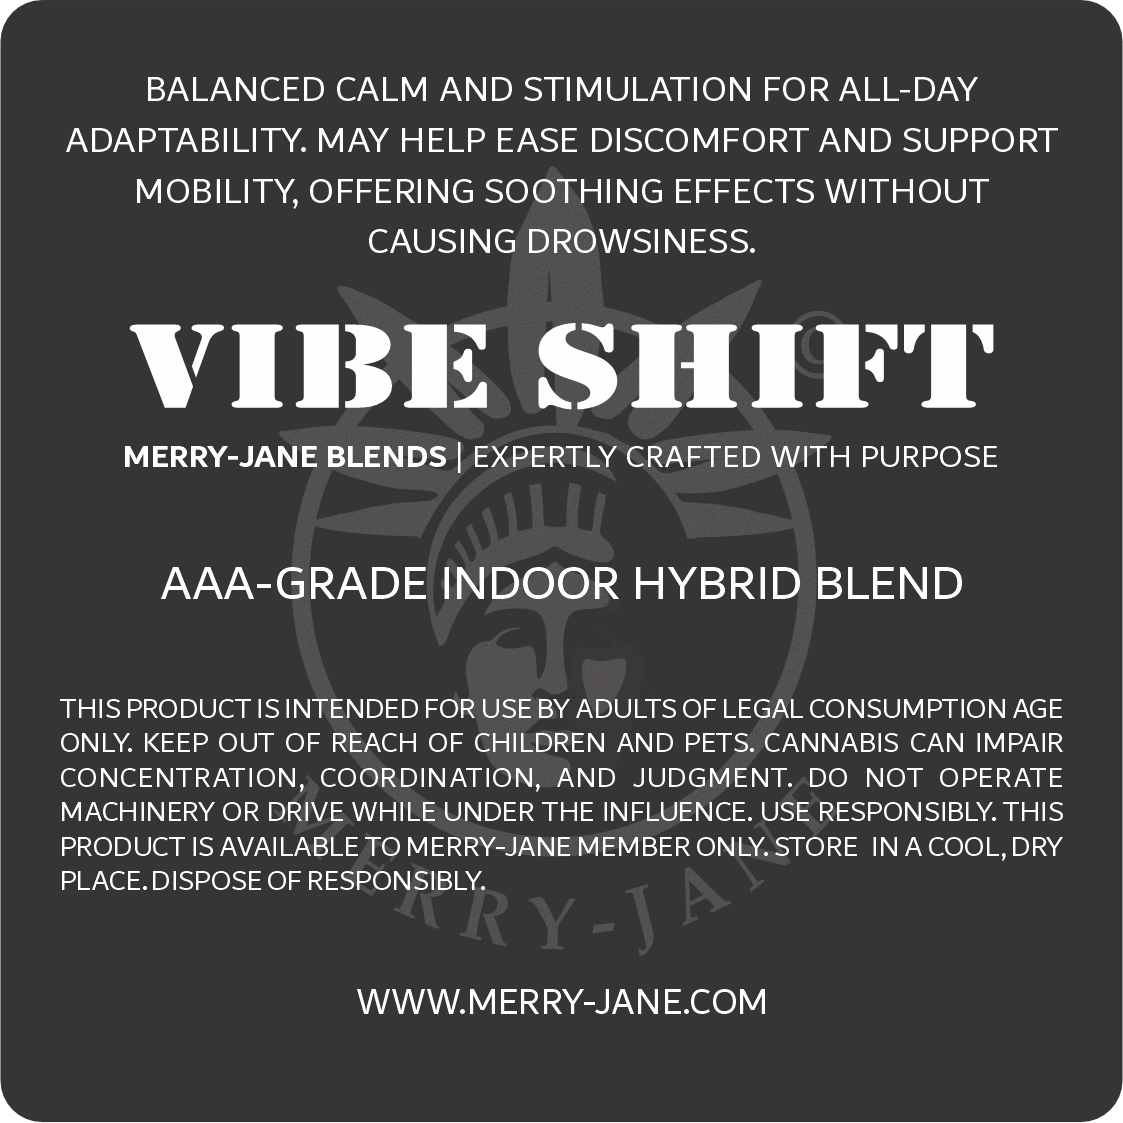 BALANCED CALM AND STIMULATION FOR ALL-DAY
ADAPTABILITY. MAY HELP EASE DISCOMFORT AND SUPPORT
MOBILITY, OFFERING SOOTHING EFFECTS WITHOUT
CAUSING DROWSINESS.
VIBE SHIFT
©
MERRY-JANE BLENDS | EXPERTLY CRAFTED WITH PURPOSE
AAA-GRADE INDOOR HYBRID BLEND
THIS PRODUCT IS INTENDED FOR USE BY ADULTS OF LEGAL CONSUMPTION AGE
ONLY. KEEP OUT OF REACH OF CHILDREN AND PETS. CANNABIS CAN IMPAIR
CONCENTRATION, COORDINATION, AND JUDGMENT. DO NOT OPERATE
MACHINERY OR DRIVE WHILE UNDER THE INFLUENCE. USE RESPONSIBLY. THIS
PRODUCT IS AVAILABLE TO MERRY-JANE MEMBER ONLY. STORE IN A COOL, DRY
PLACE. DISPOSE OF RESPONSIBLY.
MERRY-JANE
WWW.MERRY-JANE.COM